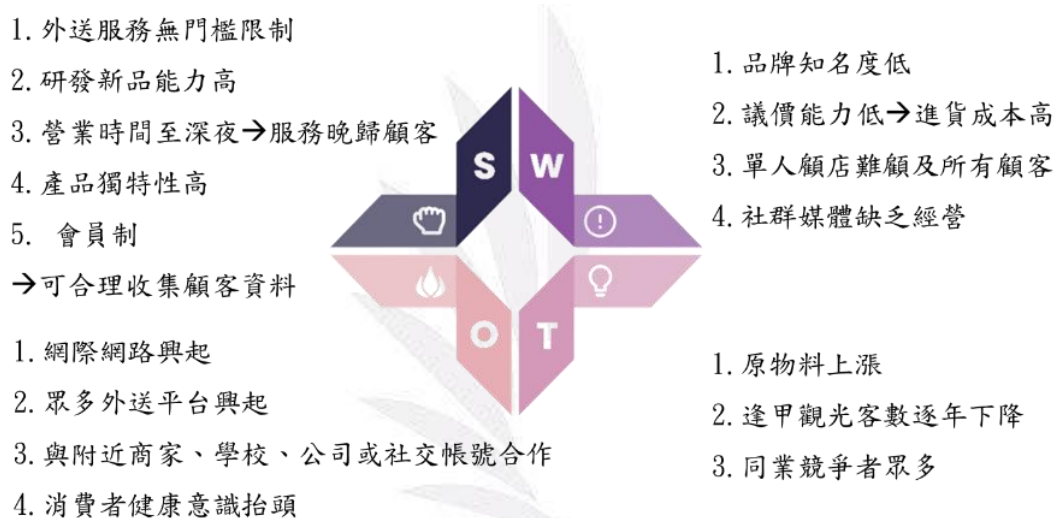 1.外送服務無門檻限制
2.研發新品能力高
3.營業時間至深夜→服務晚歸顧客
4.產品獨特性高
5. 會員制
→可合理收集顧客資料
1.品牌知名度低
2.議價能力低→進貨成本高
3.單人顧店難顧及所有顧客
4.社群媒體缺乏經營
S W
O T
1.網際網路興起
2.眾多外送平台興起
3.與附近商家、學校、公司或社交帳號合作
4.消費者健康意識抬頭
1.原物料上漲
2.逢甲觀光客數逐年下降
3.同業競爭者眾多